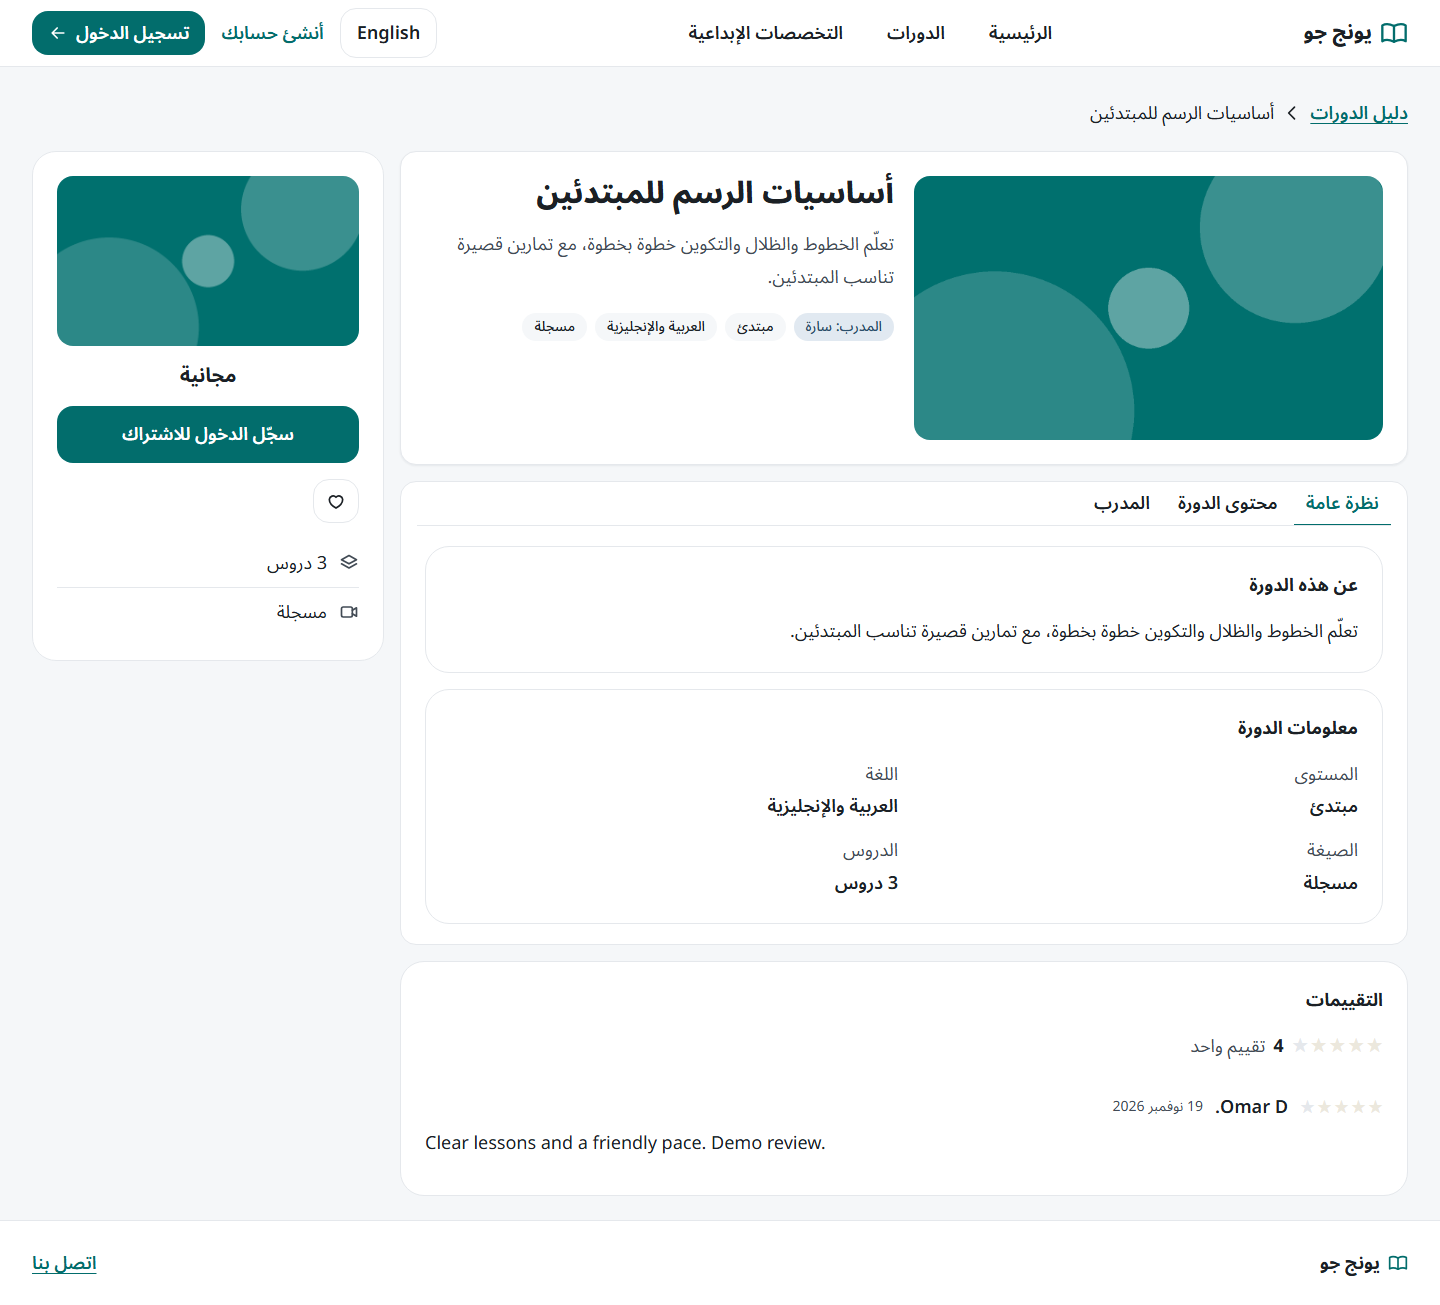 يونج جو
الرئيسية
الدورات
التخصصات الإبداعية
English
أنشئ حسابك
تسجيل الدخول
دليل الدورات
أساسيات الرسم للمبتدئين
أساسيات الرسم للمبتدئين
تعلّم الخطوط والظلال والتكوين خطوة بخطوة، مع تمارين قصيرة
تناسب المبتدئين.
المدرب: سارة
مبتدئ
العربية والإنجليزية
مسجلة
مجانية
سجّل الدخول للاشتراك
3 دروس
مسجلة
نظرة عامة
محتوى الدورة
المدرب
عن هذه الدورة
تعلّم الخطوط والظلال والتكوين خطوة بخطوة، مع تمارين قصيرة تناسب المبتدئين.
معلومات الدورة
المستوى
مبتدئ
اللغة
العربية والإنجليزية
الصيغة
مسجلة
الدروس
3 دروس
التقييمات
4 تقييم واحد
Omar D.
19 نوفمبر 2026
Clear lessons and a friendly pace. Demo review.
يونج جو
اتصل بنا